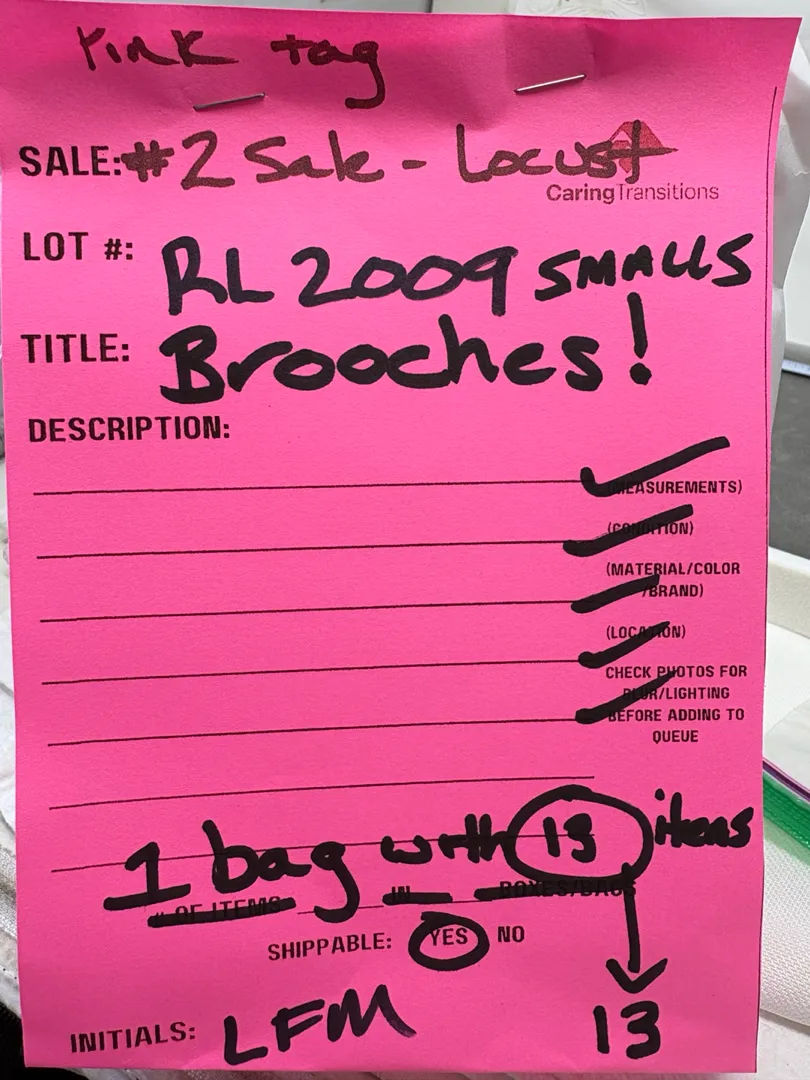 Pink tag
SALE: #2 Sale - Locust
CaringTransitions
LOT #: RL 2009 SMALLS
TITLE: Brooches!
DESCRIPTION:
(MEASUREMENTS)
(CONDITION)
(MATERIAL/COLOR
/BRAND)
(LOCATION)
CHECK PHOTOS FOR
BLUR/LIGHTING
BEFORE ADDING TO
QUEUE
1 bag with 13 items
# OF ITEMS IN BOXES/BAGS
SHIPPABLE: YES NO
13
INITIALS: LFM